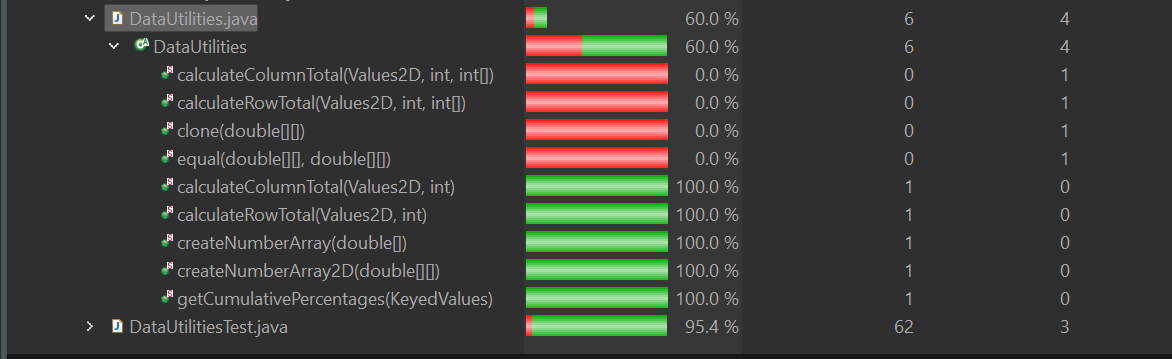 DataUtilities.java 60.0 % 6 4
DataUtilities 60.0 % 6 4
calculateColumnTotal(Values2D, int, int[]) 0.0 % 0 1
calculateRowTotal(Values2D, int, int[]) 0.0 % 0 1
clone(double[][]) 0.0 % 0 1
equal(double[][], double[][]) 0.0 % 0 1
calculateColumnTotal(Values2D, int) 100.0 % 1 0
calculateRowTotal(Values2D, int) 100.0 % 1 0
createNumberArray(double[]) 100.0 % 1 0
createNumberArray2D(double[][]) 100.0 % 1 0
getCumulativePercentages(KeyedValues) 100.0 % 1 0
DataUtilitiesTest.java 95.4 % 62 3